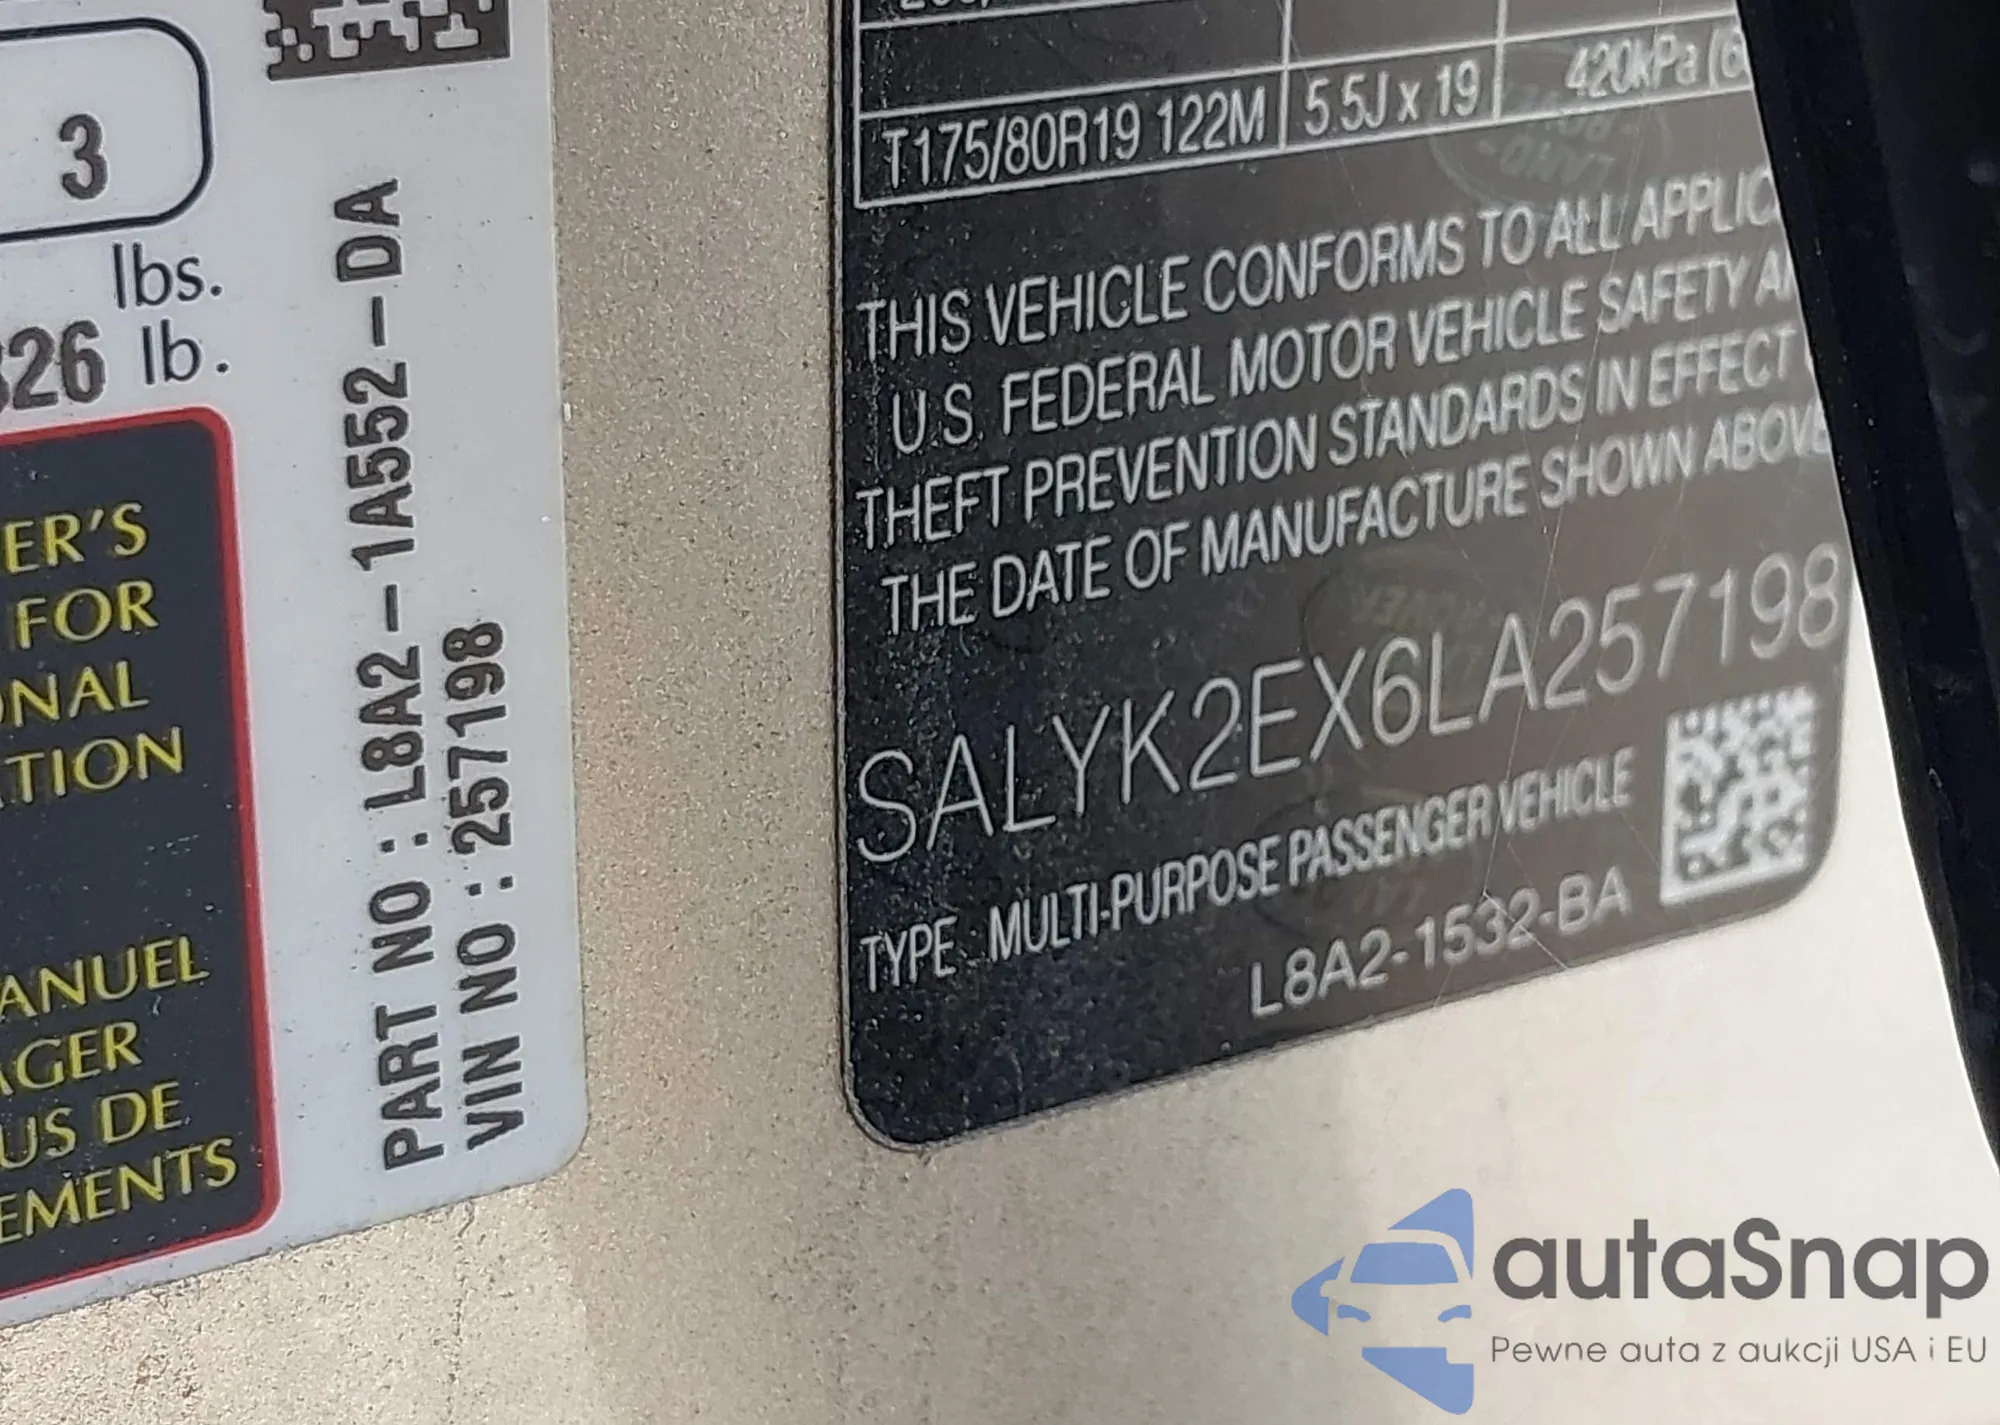 3
lbs.
326 lb.
ER'S
FOR
ONAL
ATION
ANUEL
AGER
US DE
EMENTS
PART NO : L8A2-1A552-DA
VIN NO : 257198
T175/80R19 122M 5.5J x 19 420kPa (6
THIS VEHICLE CONFORMS TO ALL APPLIC
U.S. FEDERAL MOTOR VEHICLE SAFETY A
THEFT PREVENTION STANDARDS IN EFFECT
THE DATE OF MANUFACTURE SHOWN ABOVE
SALYK2EX6LA257198
TYPE: MULTI-PURPOSE PASSENGER VEHICLE
L8A2-1532-BA
autaSnap
Pewne auta z aukcji USA i EU